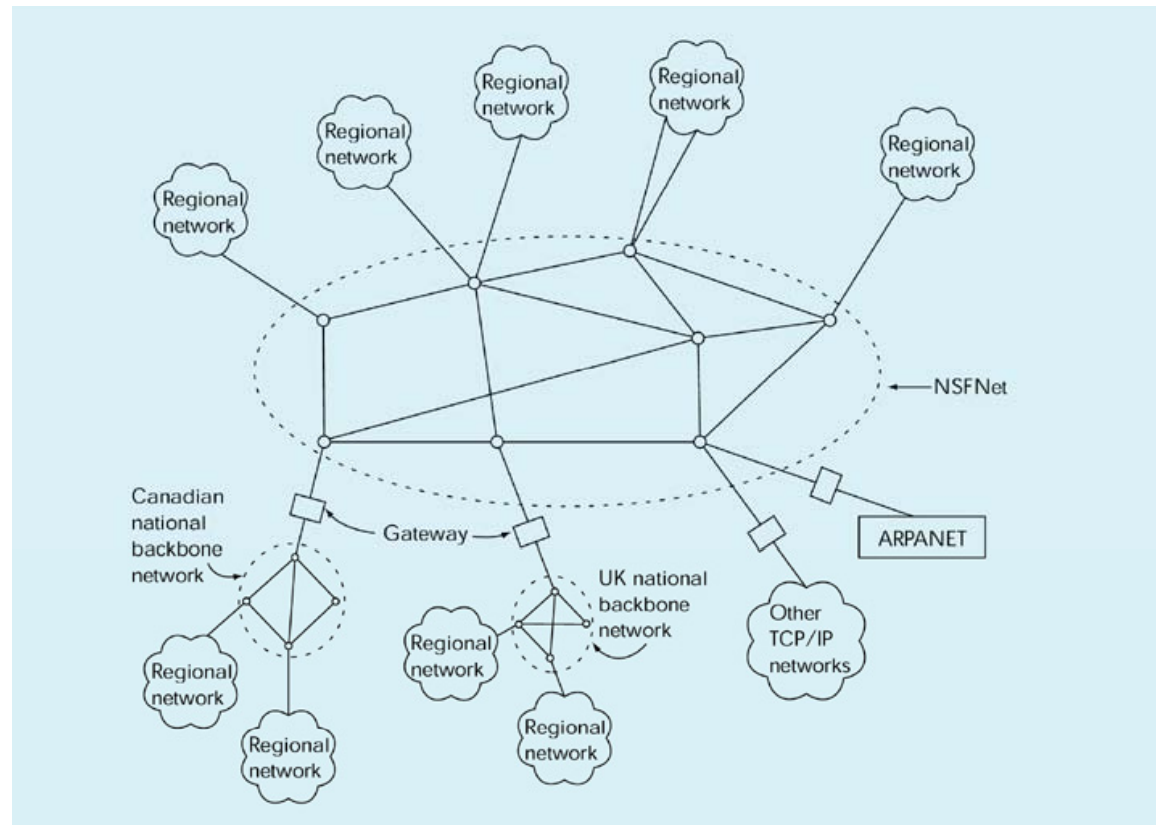 Regional
network
Regional
network
Regional
network
Regional
network
Regional
network
NSFNet
Canadian
national
backbone
network
Gateway
ARPANET
UK national
backbone
network
Other
TCP/IP
networks
Regional
network
Regional
network
Regional
network
Regional
network